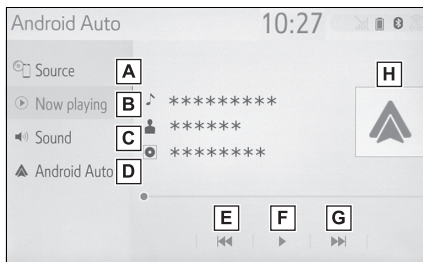 Android Auto 10:27
Source A H
Now playing B *********
Sound C ******
Android Auto D ********
E F G